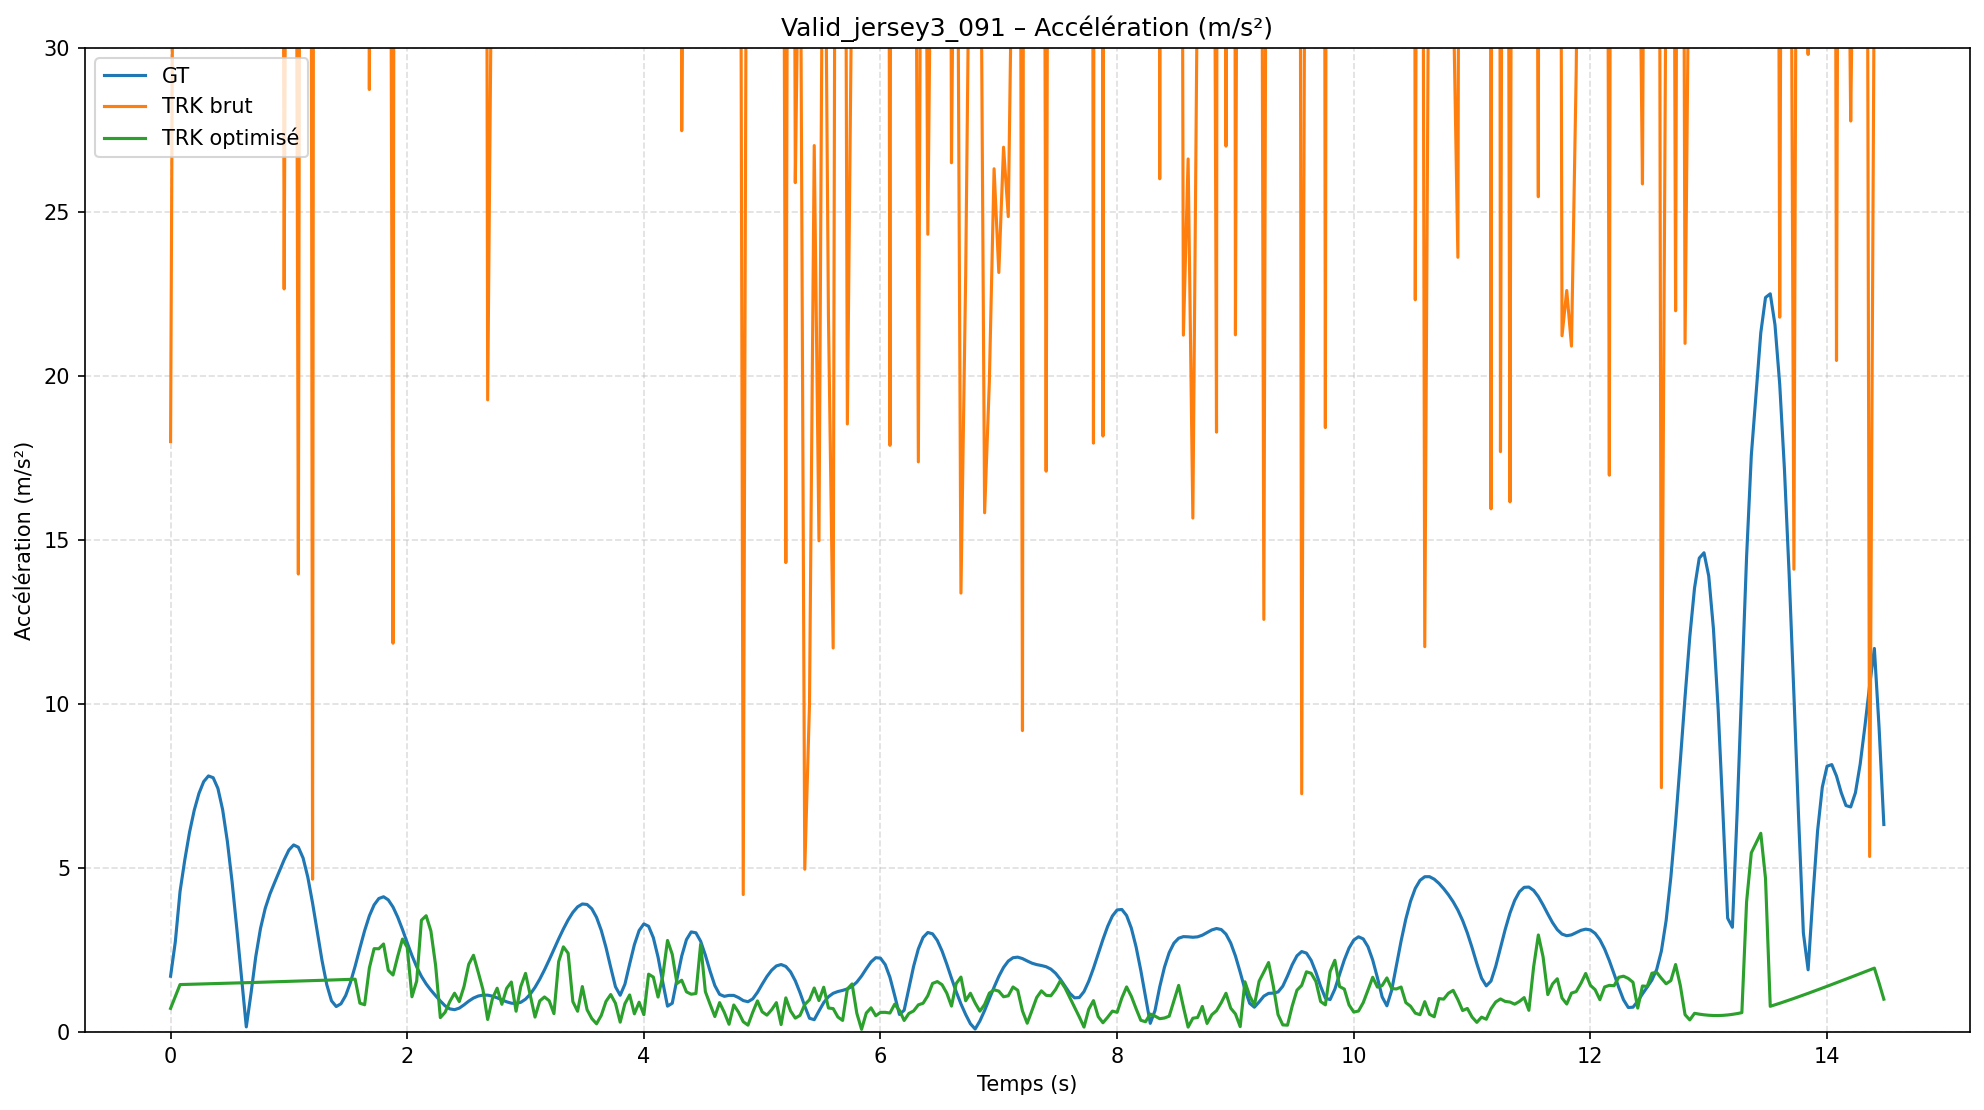 Valid_jersey3_091 – Accélération (m/s²)
GT
TRK brut
TRK optimisé
Accélération (m/s²)
30
25
20
15
10
5
0
0 2 4 6 8 10 12 14
Temps (s)